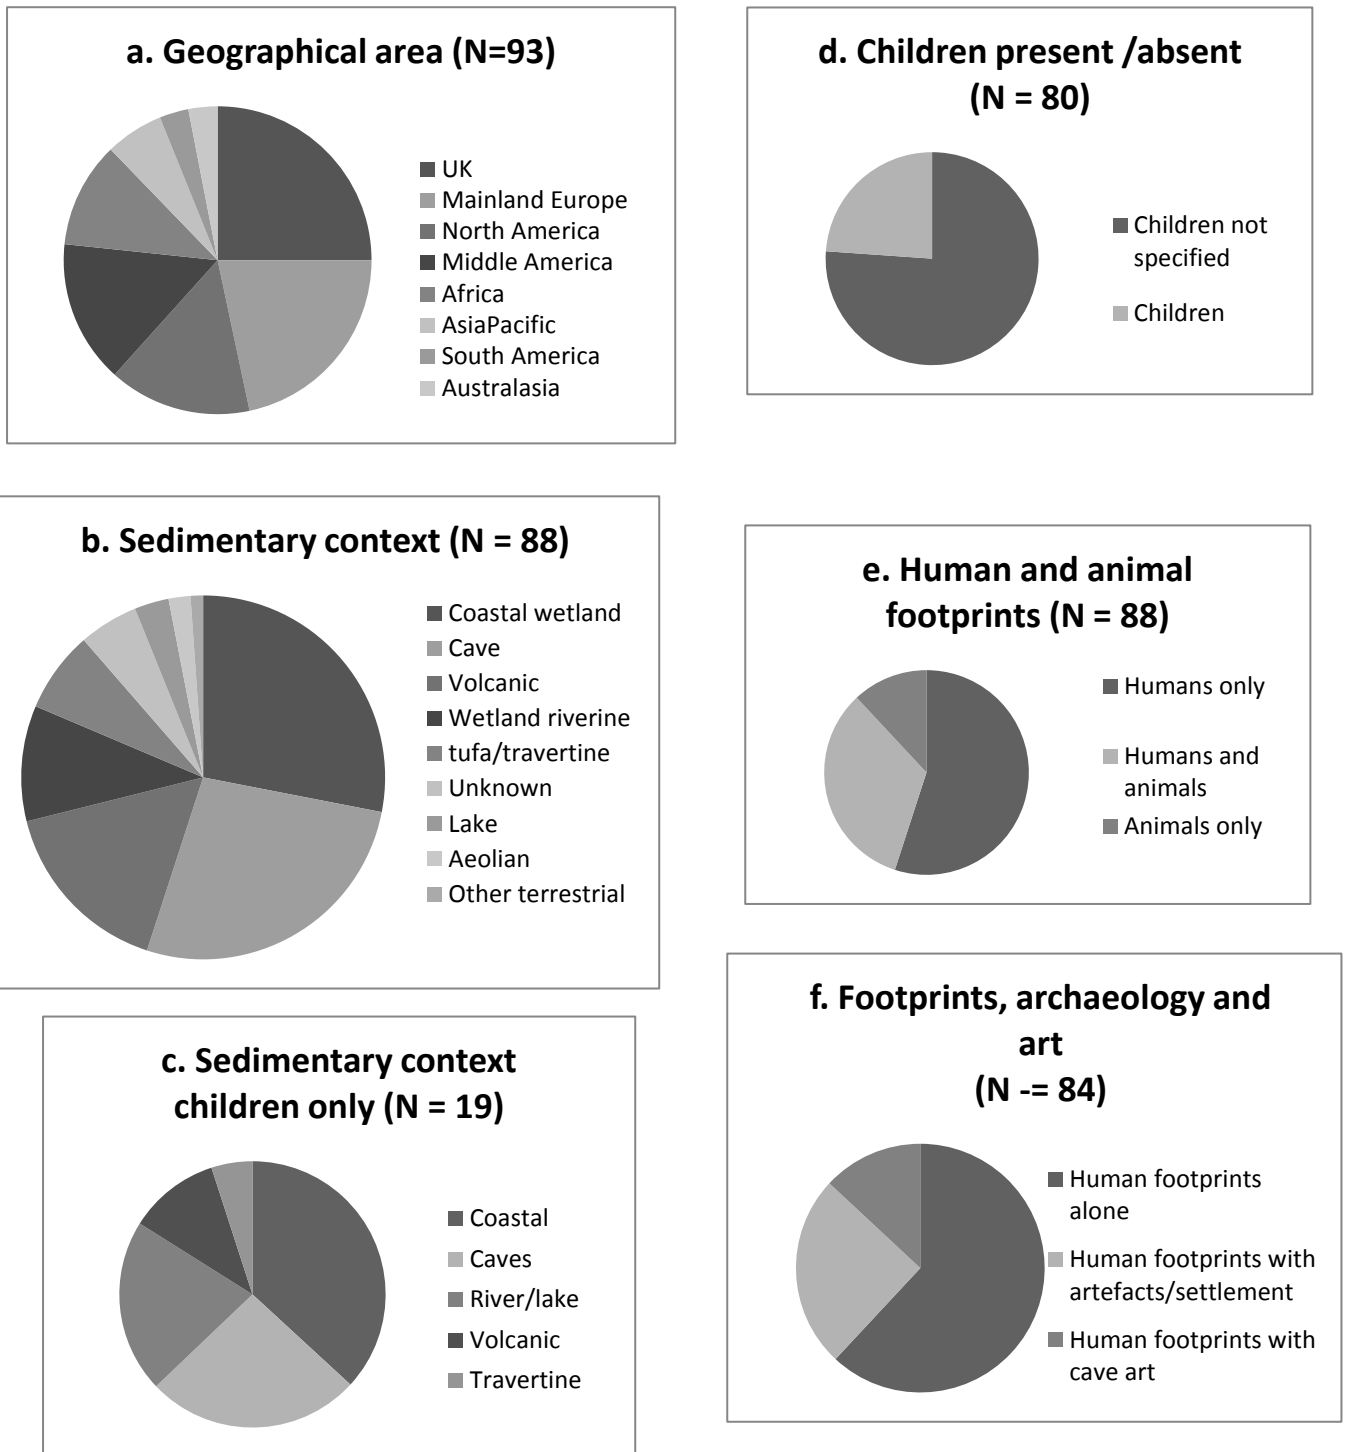 a. Geographical area (N=93)
UK
Mainland Europe
North America
Middle America
Africa
AsiaPacific
South America
Australasia
b. Sedimentary context (N = 88)
Coastal wetland
Cave
Volcanic
Wetland riverine
tufa/travertine
Unknown
Lake
Aeolian
Other terrestrial
c. Sedimentary context
children only (N = 19)
Coastal
Caves
River/lake
Volcanic
Travertine
d. Children present /absent
(N = 80)
Children not
specified
Children
e. Human and animal
footprints (N = 88)
Humans only
Humans and
animals
Animals only
f. Footprints, archaeology and
art
(N -= 84)
Human footprints
alone
Human footprints with
artefacts/settlement
Human footprints with
cave art